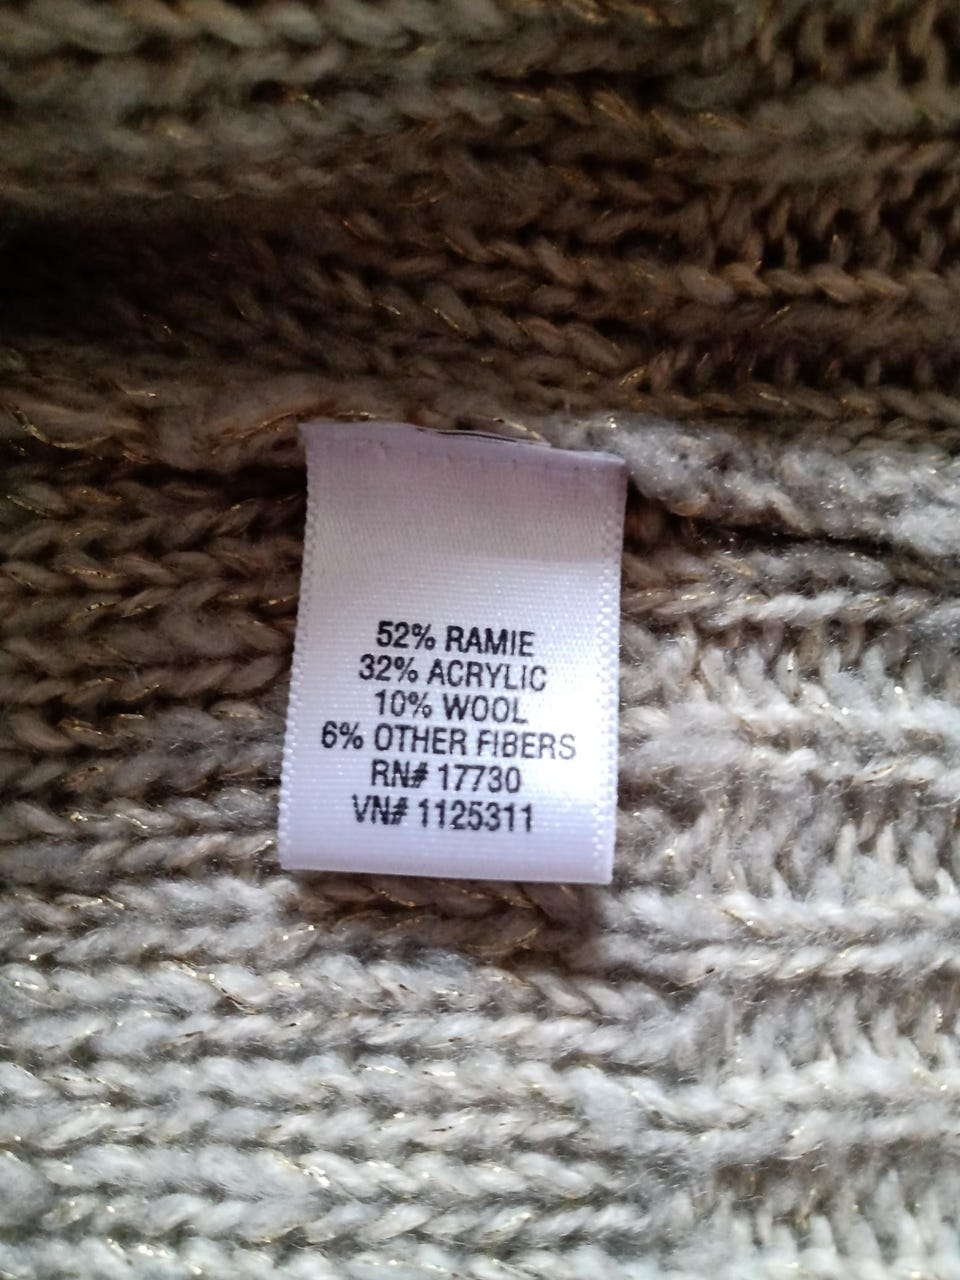 52% RAMIE
32% ACRYLIC
10% WOOL
6% OTHER FIBERS
RN# 17730
VN# 1125311